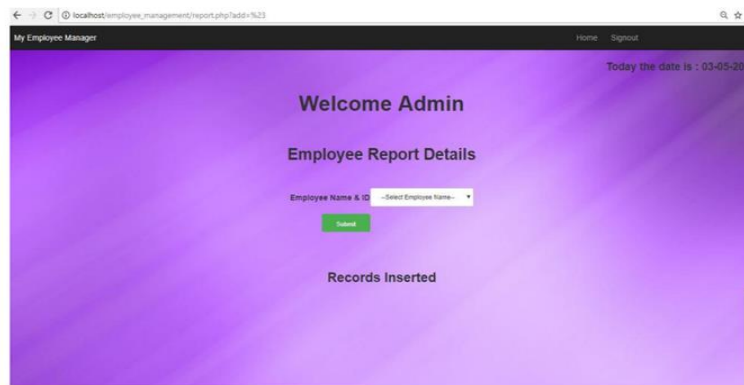 localhost/employee_management/report.php?add=%23
My Employee Manager
Home Signout
Today the date is : 03-05-20
Welcome Admin
Employee Report Details
Employee Name & ID --Select Employee Name--
Submit
Records Inserted